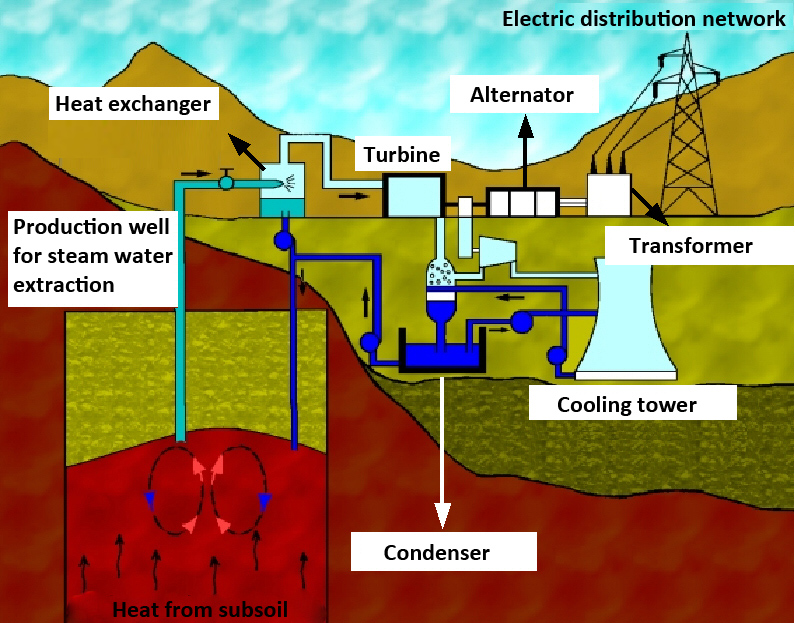 Electric distribution network
Heat exchanger
Alternator
Turbine
Production well
for steam water
extraction
Transformer
Cooling tower
Condenser
Heat from subsoil